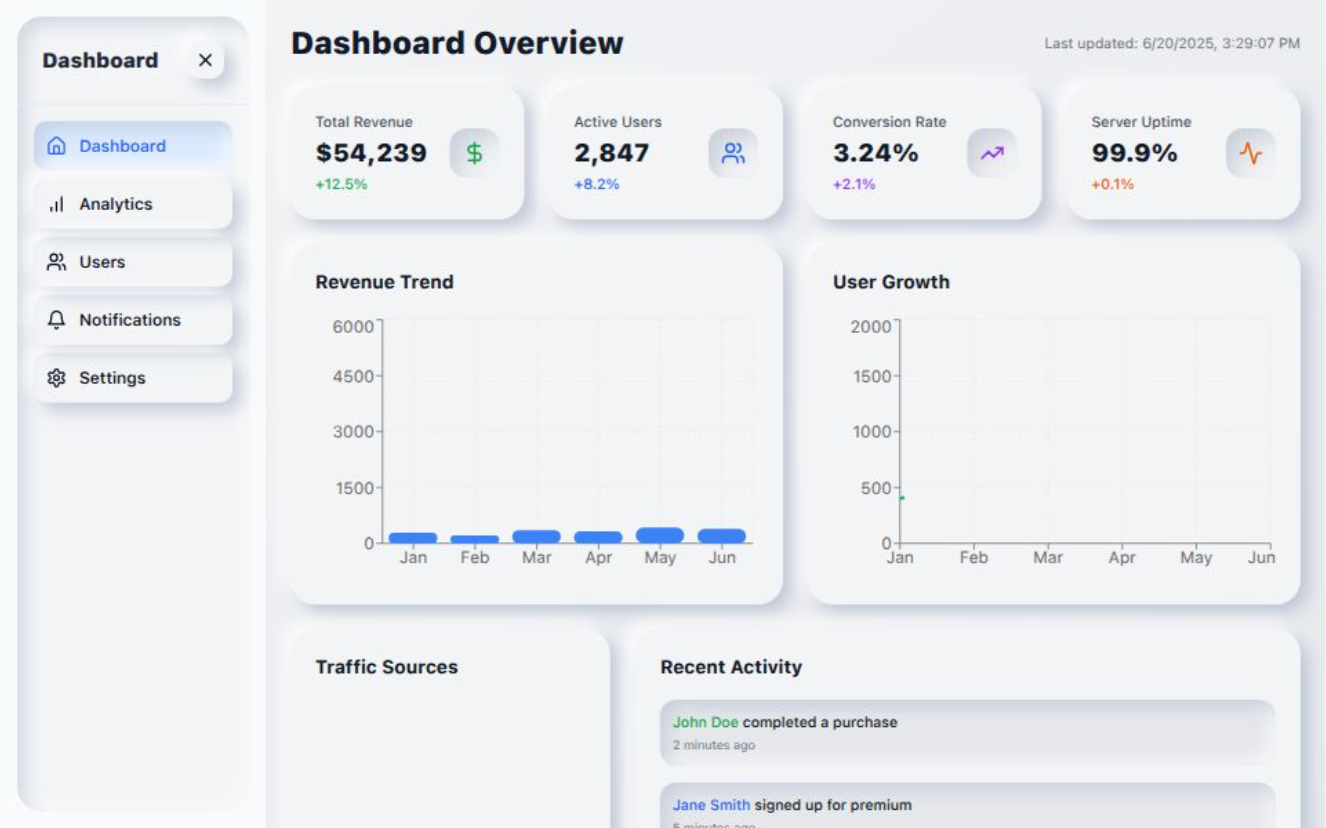 Dashboard
Dashboard
Analytics
Users
Notifications
Settings
Dashboard Overview
Last updated: 6/20/2025, 3:29:07 PM
Total Revenue
$54,239
+12.5%
Active Users
2,847
+8.2%
Conversion Rate
3.24%
+2.1%
Server Uptime
99.9%
+0.1%
Revenue Trend
6000
4500
3000
1500
0
Jan Feb Mar Apr May Jun
User Growth
2000
1500
1000
500
0
Jan Feb Mar Apr May Jun
Traffic Sources
Recent Activity
John Doe completed a purchase
2 minutes ago
Jane Smith signed up for premium
5 minutes ago